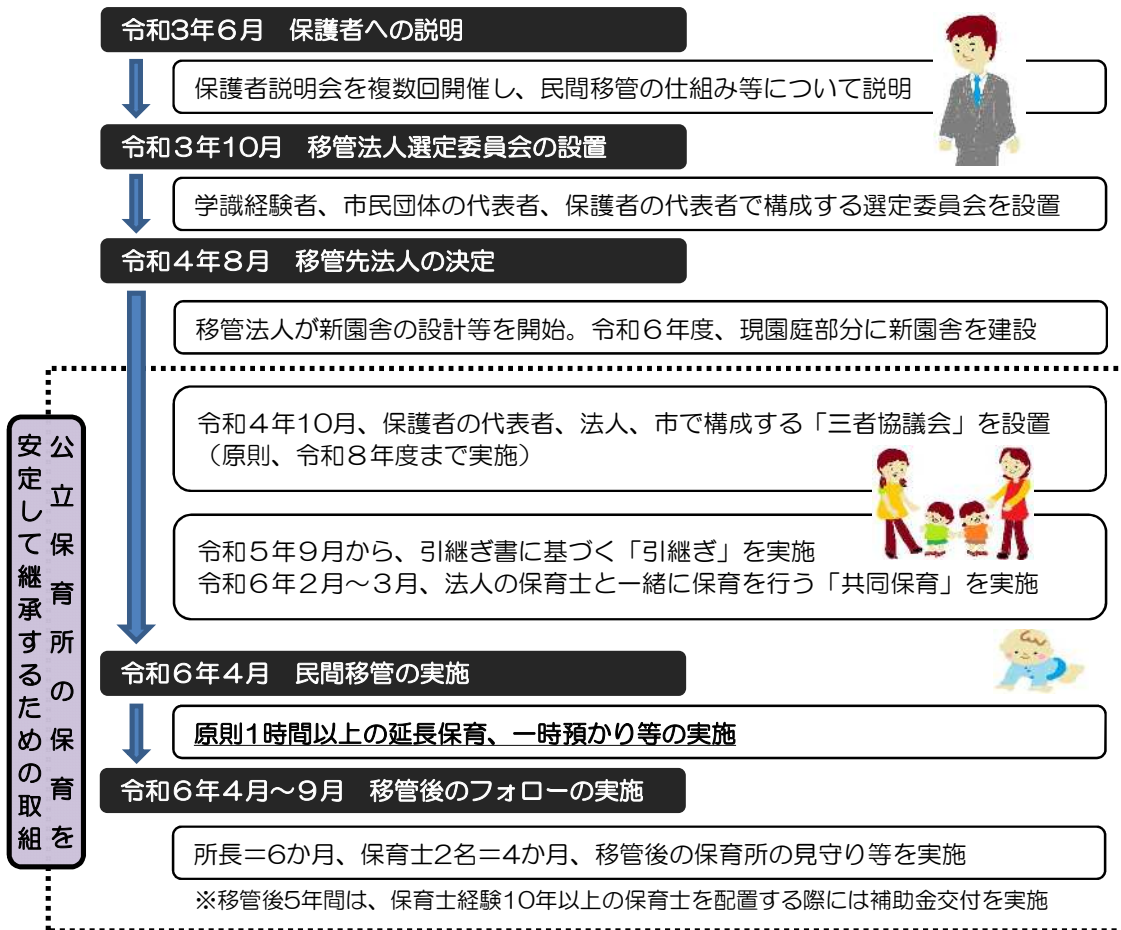 令和3年6月 保護者への説明
保護者説明会を複数回開催し、民間移管の仕組み等について説明
令和3年10月 移管法人選定委員会の設置
学識経験者、市民団体の代表者、保護者の代表者で構成する選定委員会を設置
令和4年8月 移管先法人の決定
移管法人が新園舎の設計等を開始。令和6年度、現園庭部分に新園舎を建設
公立保育所の保育を
安定して継承するための取組
令和4年10月、保護者の代表者、法人、市で構成する「三者協議会」を設置
（原則、令和8年度まで実施）
令和5年9月から、引継ぎ書に基づく「引継ぎ」を実施
令和6年2月～3月、法人の保育士と一緒に保育を行う「共同保育」を実施
令和6年4月 民間移管の実施
原則1時間以上の延長保育、一時預かり等の実施
令和6年4月～9月 移管後のフォローの実施
所長＝6か月、保育士2名＝4か月、移管後の保育所の見守り等を実施
※移管後5年間は、保育士経験10年以上の保育士を配置する際には補助金交付を実施